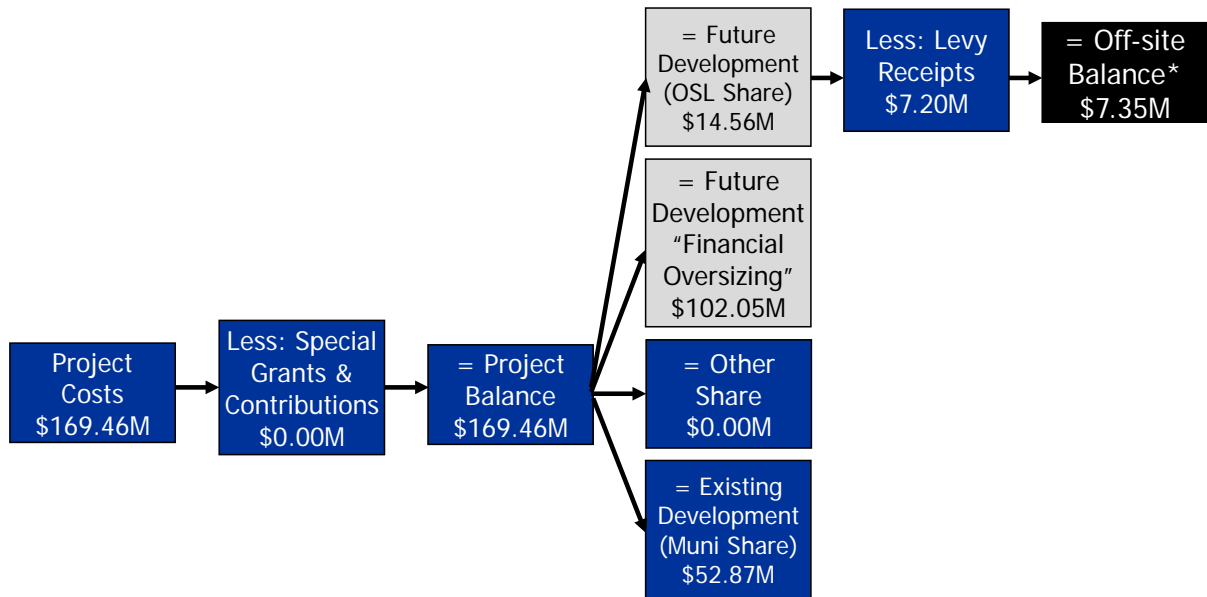 Project
Costs
$169.46M
Less: Special
Grants &
Contributions
$0.00M
= Project
Balance
$169.46M
= Future
Development
(OSL Share)
$14.56M
Less: Levy
Receipts
$7.20M
= Off-site
Balance*
$7.35M
= Future
Development
“Financial
Oversizing”
$102.05M
= Other
Share
$0.00M
= Existing
Development
(Muni Share)
$52.87M